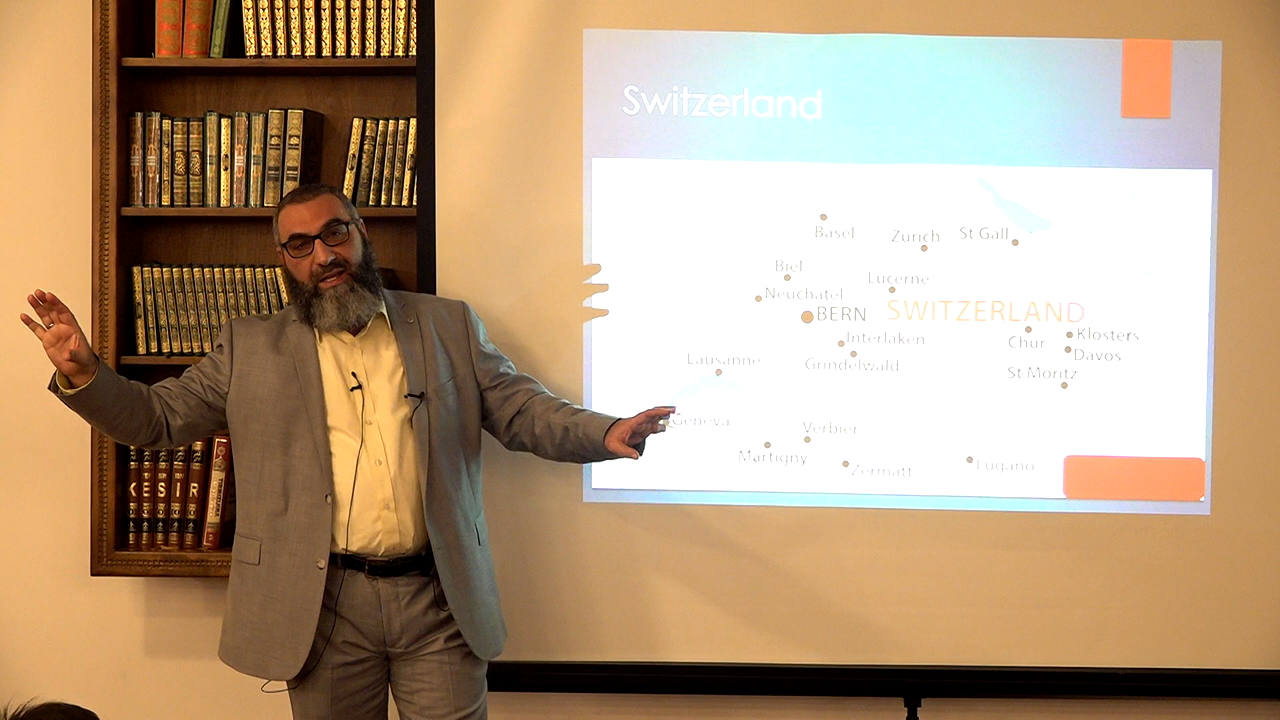 Switzerland
Basel
Zurich
St Gall
Biel
Lucerne
Neuchatel
BERN
SWITZERLAND
Interlaken
Chur
Klosters
Grindelwald
Davos
Lausanne
St Moritz
Geneva
Verbier
Martigny
Zermatt
Lugano
KESIR